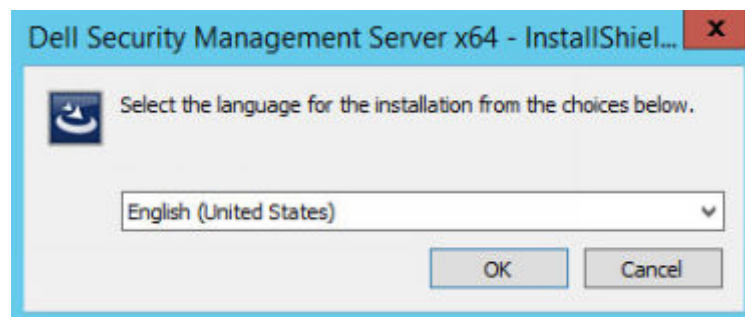 Dell Security Management Server x64 - InstallShiel...
x
Select the language for the installation from the choices below.
English (United States)
OK
Cancel